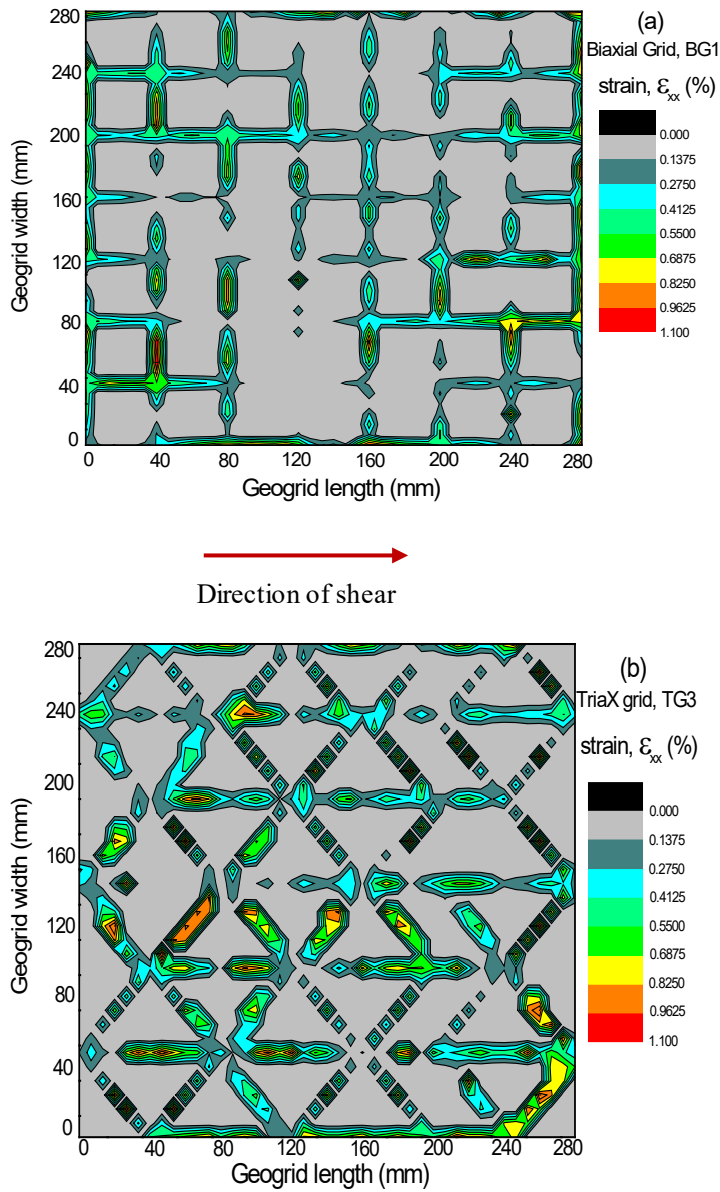 (a)
Biaxial Grid, BG1
strain, εxx (%)
0.000
0.1375
0.2750
0.4125
0.5500
0.6875
0.8250
0.9625
1.100
Geogrid width (mm)
280
240
200
160
120
80
40
0
0 40 80 120 160 200 240 280
Geogrid length (mm)
Direction of shear
(b)
TriaX grid, TG3
strain, εxx (%)
0.000
0.1375
0.2750
0.4125
0.5500
0.6875
0.8250
0.9625
1.100
Geogrid width (mm)
280
240
200
160
120
80
40
0
0 40 80 120 160 200 240 280
Geogrid length (mm)